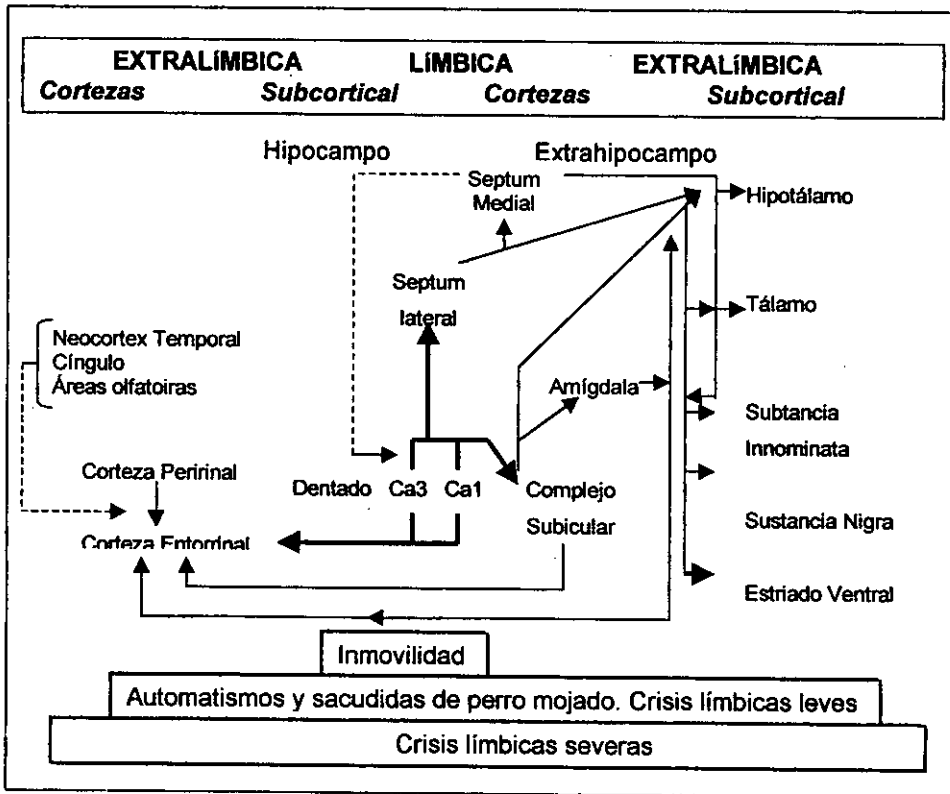 EXTRALÍMBICA LÍMBICA EXTRALÍMBICA
Cortezas Subcortical Cortezas Subcortical
Hipocampo Extrahipocampo
Septum
Medial
Hipotálamo
Septum
lateral
Tálamo
Neocortex Temporal
Cíngulo
Áreas olfatoiras
Amígdala
Subtancia
Innominata
Corteza Peririnal
Dentado Ca3 Ca1 Complejo
Subicular
Sustancia Nigra
Corteza Entorrinal
Estriado Ventral
Inmovilidad
Automatismos y sacudidas de perro mojado. Crisis límbicas leves
Crisis límbicas severas